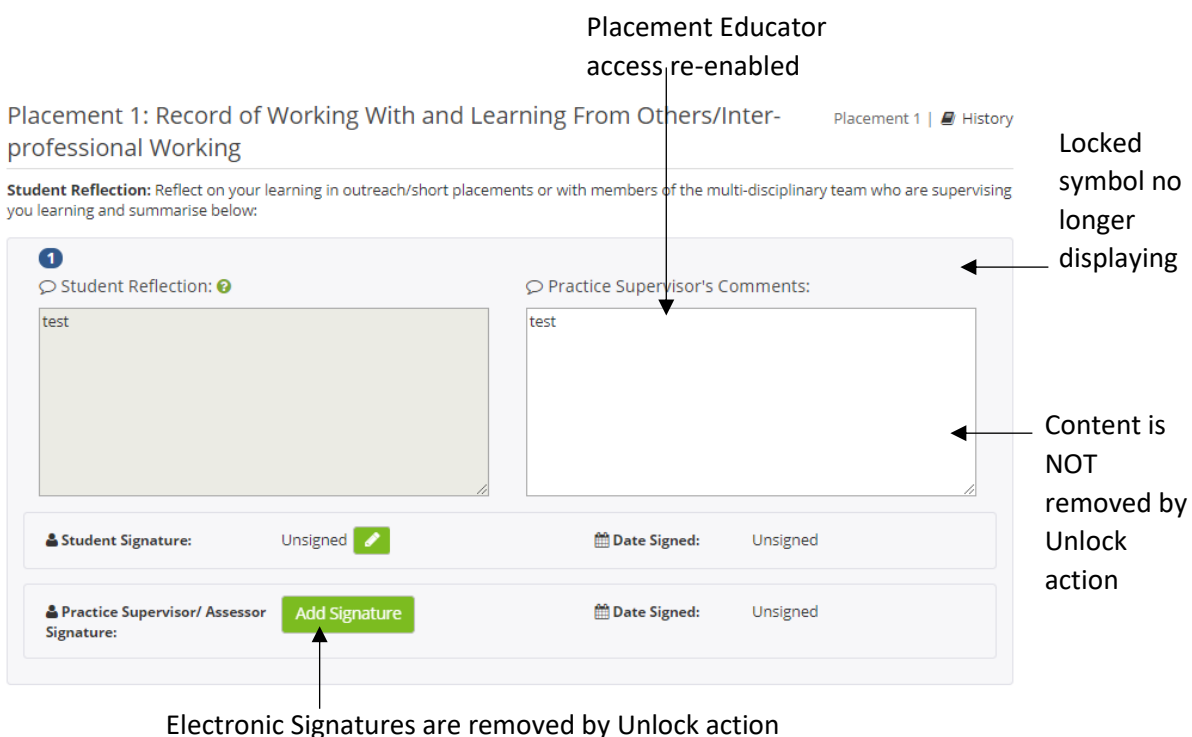 Placement Educator
access re-enabled
Placement 1: Record of Working With and Learning From Others/Inter-
professional Working
Placement 1 | History
Locked
symbol no
longer
displaying
Student Reflection: Reflect on your learning in outreach/short placements or with members of the multi-disciplinary team who are supervising
you learning and summarise below:
1
Student Reflection: ?
Practice Supervisor's Comments:
test
test
Content is
NOT
removed by
Unlock
action
Student Signature: Unsigned
Date Signed: Unsigned
Practice Supervisor/ Assessor
Signature:
Add Signature
Date Signed: Unsigned
Electronic Signatures are removed by Unlock action